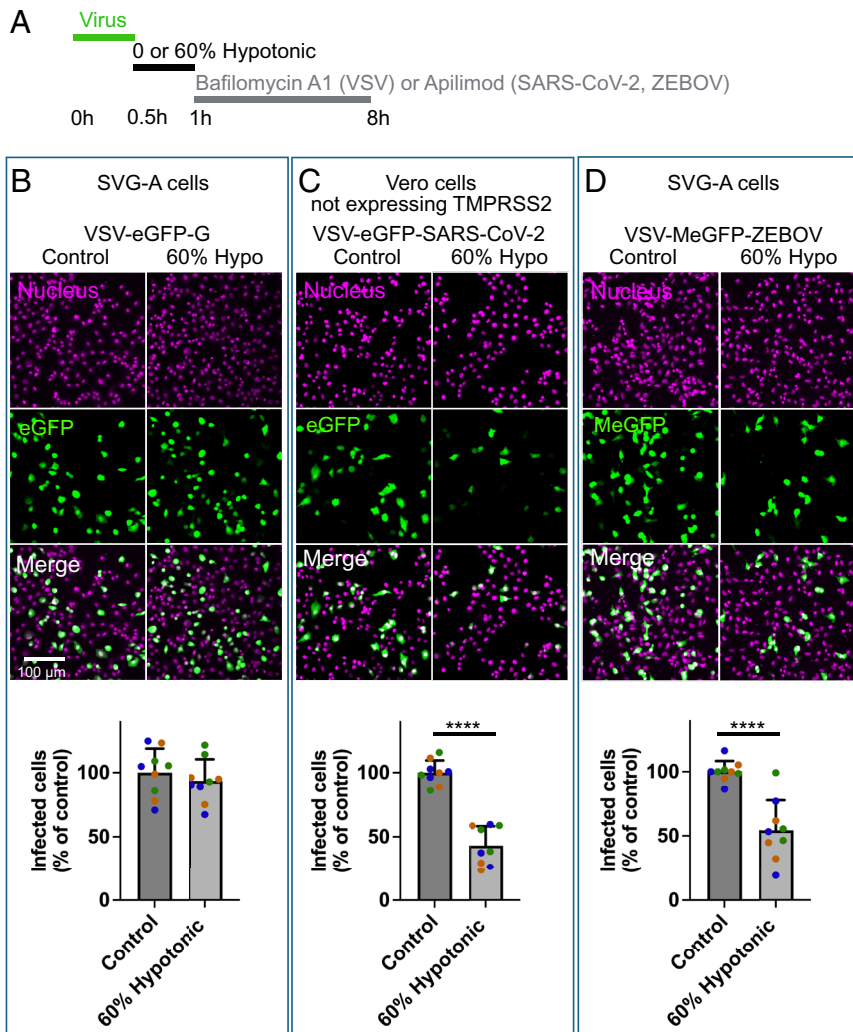 A
Virus
0 or 60% Hypotonic
Bafilomycin A1 (VSV) or Apilimod (SARS-CoV-2, ZEBOV)
0h 0.5h 1h 8h
B
SVG-A cells
VSV-eGFP-G
Control 60% Hypo
Nucleus
eGFP
Merge
100 μm
Infected cells
(% of control)
100
50
0
Control
60% Hypotonic
C
Vero cells
not expressing TMPRSS2
VSV-eGFP-SARS-CoV-2
Control 60% Hypo
Nucleus
eGFP
Merge
****
Infected cells
(% of control)
100
50
0
Control
60% Hypotonic
D
SVG-A cells
VSV-MeGFP-ZEBOV
Control 60% Hypo
Nucleus
MeGFP
Merge
****
Infected cells
(% of control)
100
50
0
Control
60% Hypotonic